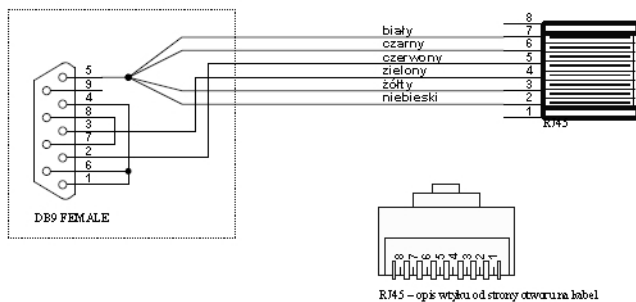 8
biały 7
czarny 6
czerwony 5
zielony 4
żółty 3
niebieski 2
1
RJ45
5
9
4
8
3
7
2
6
1
DB9 FEMALE
8 7 6 5 4 3 2 1
RJ45 – opis wtyku od strony otworu na kabel